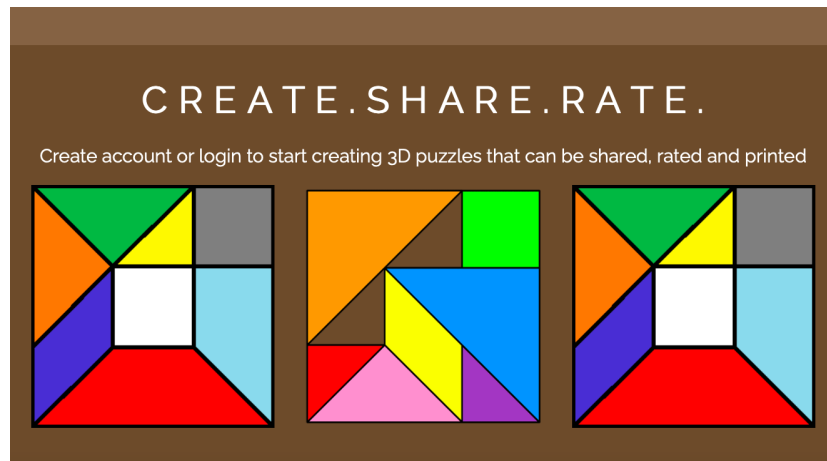 CREATE.SHARE.RATE.
Create account or login to start creating 3D puzzles that can be shared, rated and printed